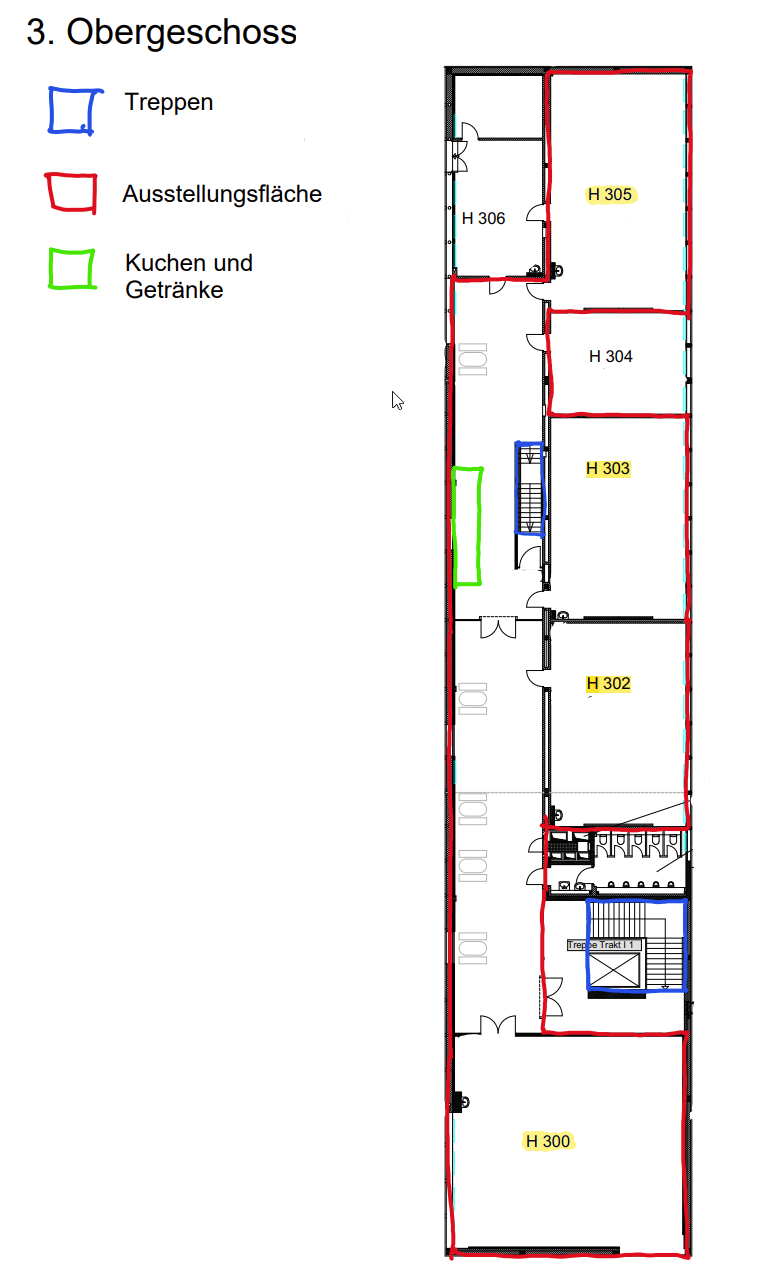 3. Obergeschoss
Treppen
Ausstellungsfläche
Kuchen und
Getränke
H 305
H 306
H 304
H 303
H 302
Treppe Trakt I 1
H 300